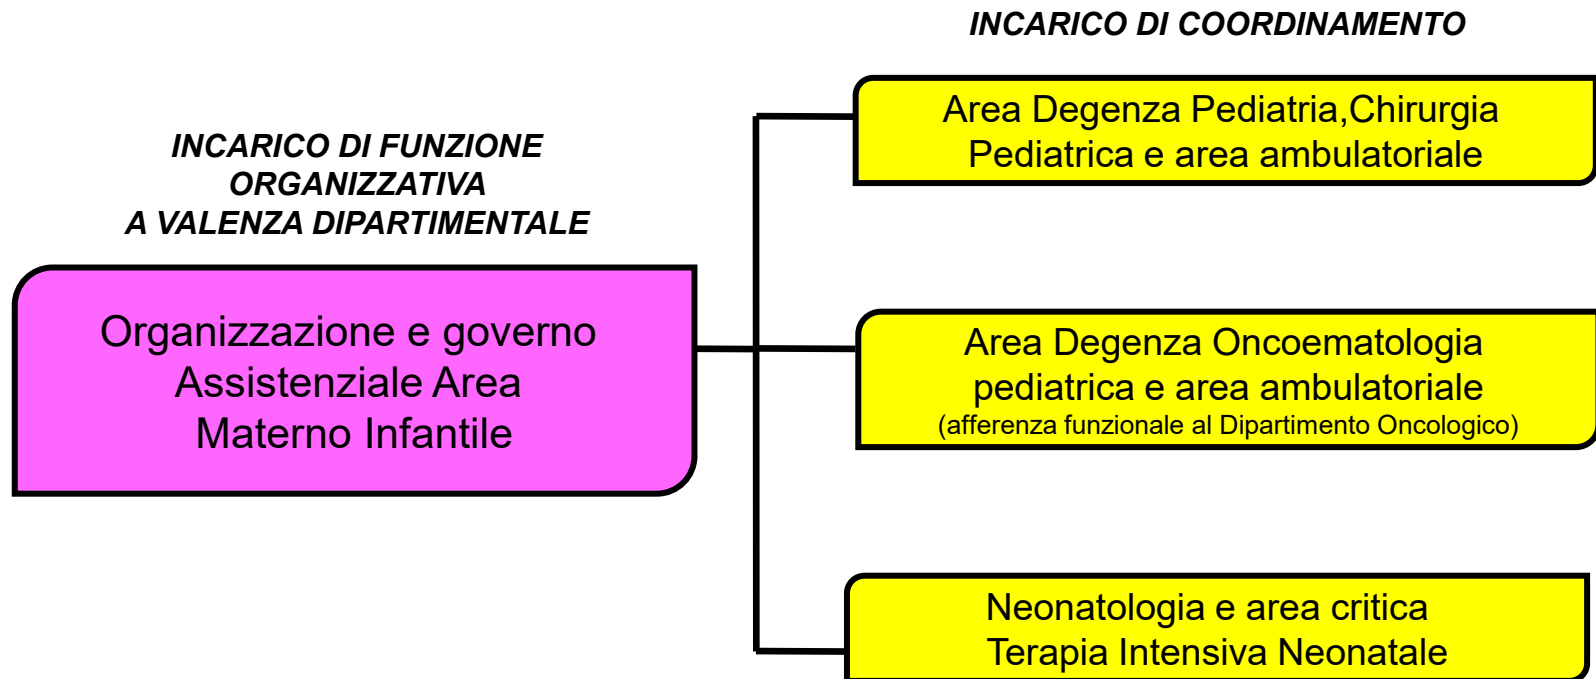 INCARICO DI COORDINAMENTO
INCARICO DI FUNZIONE
ORGANIZZATIVA
A VALENZA DIPARTIMENTALE
Organizzazione e governo
Assistenziale Area
Materno Infantile
Area Degenza Pediatria,Chirurgia
Pediatrica e area ambulatoriale
Area Degenza Oncoematologia
pediatrica e area ambulatoriale
(afferenza funzionale al Dipartimento Oncologico)
Neonatologia e area critica
Terapia Intensiva Neonatale